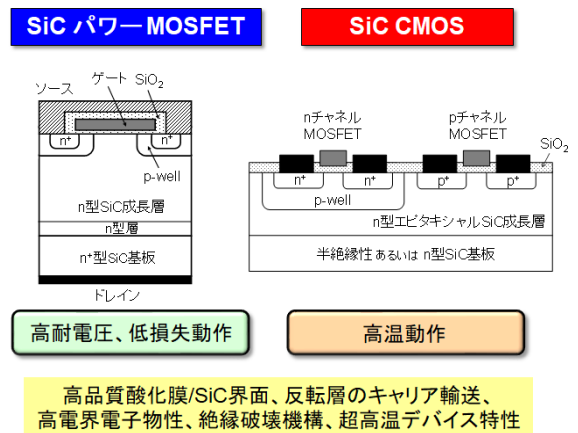 SiC パワーMOSFET
SiC CMOS
ソース
ゲート
SiO2
n+
n+
p-well
n型SiC成長層
n型層
n+型SiC基板
ドレイン
nチャネル
MOSFET
pチャネル
MOSFET
SiO2
n+
n+
p+
p+
p-well
n型エピタキシャルSiC成長層
半絶縁性あるいは n型SiC基板
高耐電圧、低損失動作
高温動作
高品質酸化膜/SiC界面、反転層のキャリア輸送、
高電界電子物性、絶縁破壊機構、超高温デバイス特性